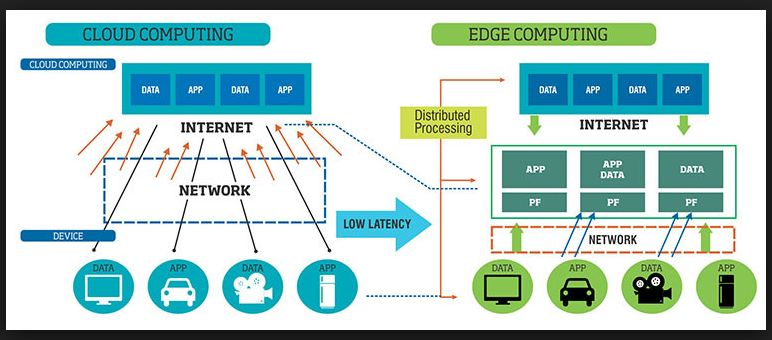 CLOUD COMPUTING
CLOUD COMPUTING
DATA APP DATA APP
INTERNET
NETWORK
DEVICE
DATA APP DATA APP
LOW LATENCY
Distributed
Processing
EDGE COMPUTING
DATA APP DATA APP
INTERNET
APP APP DATA
DATA
PF PF PF
NETWORK
DATA APP DATA APP